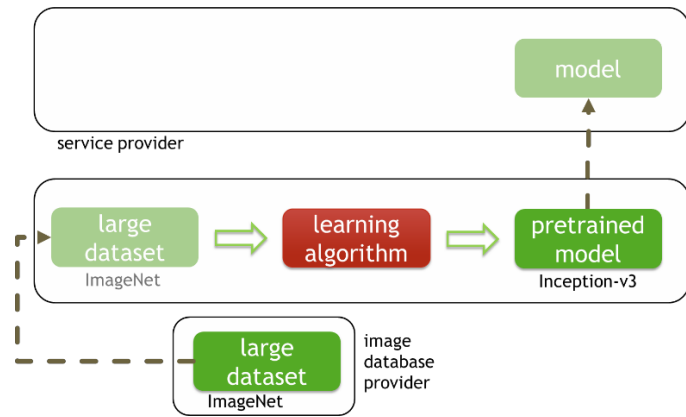 model
service provider
large
dataset
ImageNet
learning
algorithm
pretrained
model
Inception-v3
large
dataset
ImageNet
image
database
provider